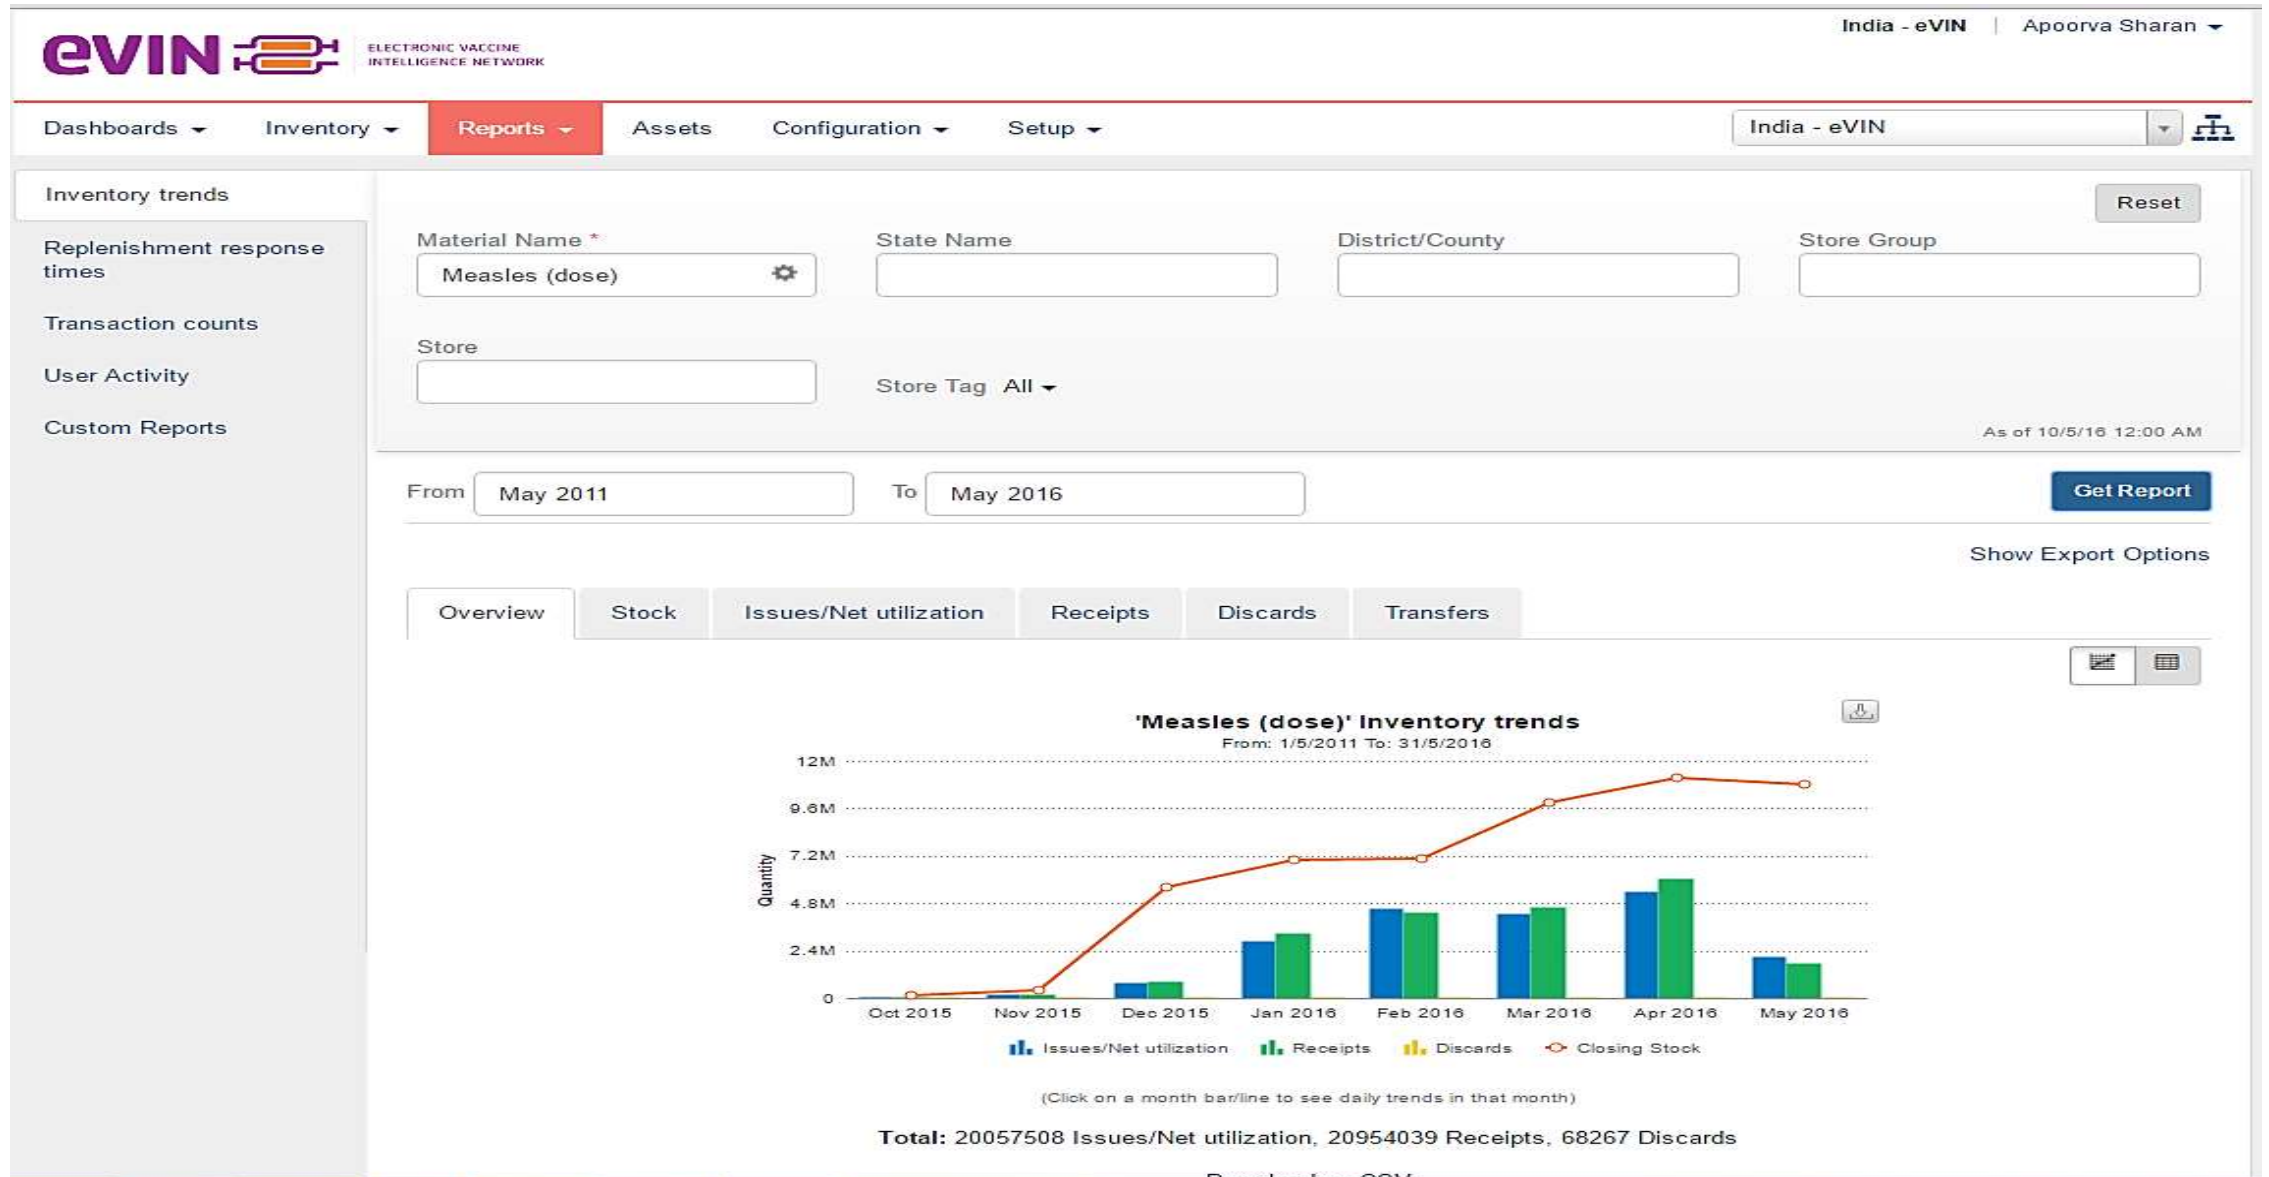 India - eVIN | Apoorva Sharan
eVIN ELECTRONIC VACCINE
INTELLIGENCE NETWORK
Dashboards Inventory Reports Assets Configuration Setup India - eVIN
Inventory trends
Replenishment response
times
Transaction counts
User Activity
Custom Reports
Reset
Material Name * State Name District/County Store Group
Measles (dose)
Store
Store Tag All
As of 10/5/16 12:00 AM
From May 2011 To May 2016 Get Report
Show Export Options
Overview Stock Issues/Net utilization Receipts Discards Transfers
'Measles (dose)' Inventory trends
From: 1/5/2011 To: 31/5/2016
12M
9.6M
7.2M
4.8M
2.4M
0
Quantity
Oct 2015 Nov 2015 Dec 2015 Jan 2016 Feb 2016 Mar 2016 Apr 2016 May 2016
Issues/Net utilization Receipts Discards Closing Stock
(Click on a month bar/line to see daily trends in that month)
Total: 20057508 Issues/Net utilization, 20954039 Receipts, 68267 Discards